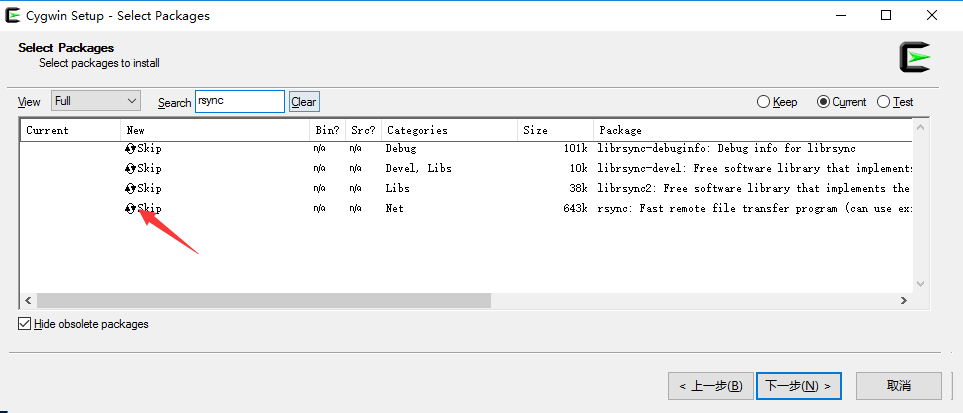 Cygwin Setup - Select Packages
Select Packages
Select packages to install
View Full Search rsync Clear Keep Current Test
Current New Bin? Src? Categories Size Package
Skip n/a n/a Debug 101k librsync-debuginfo: Debug info for librsync
Skip n/a n/a Devel, Libs 10k librsync-devel: Free software library that implements
Skip n/a n/a Libs 38k librsync2: Free software library that implements the
Skip n/a n/a Net 643k rsync: Fast remote file transfer program (can use ex
Hide obsolete packages
< 上一步(B) 下一步(N) > 取消